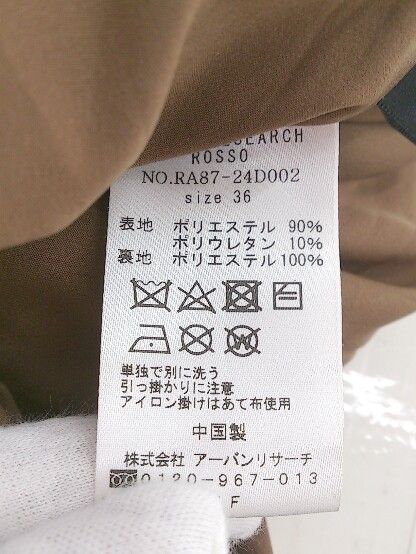 RESEARCH
ROSSO
NO.RA87-24D002
size 36
表地 ポリエステル 90%
ポリウレタン 10%
裏地 ポリエステル 100%
W
単独で別に洗う
引っ掛かりに注意
アイロン掛けはあて布使用
中国製
株式会社 アーバンリサーチ
0120-967-013
F